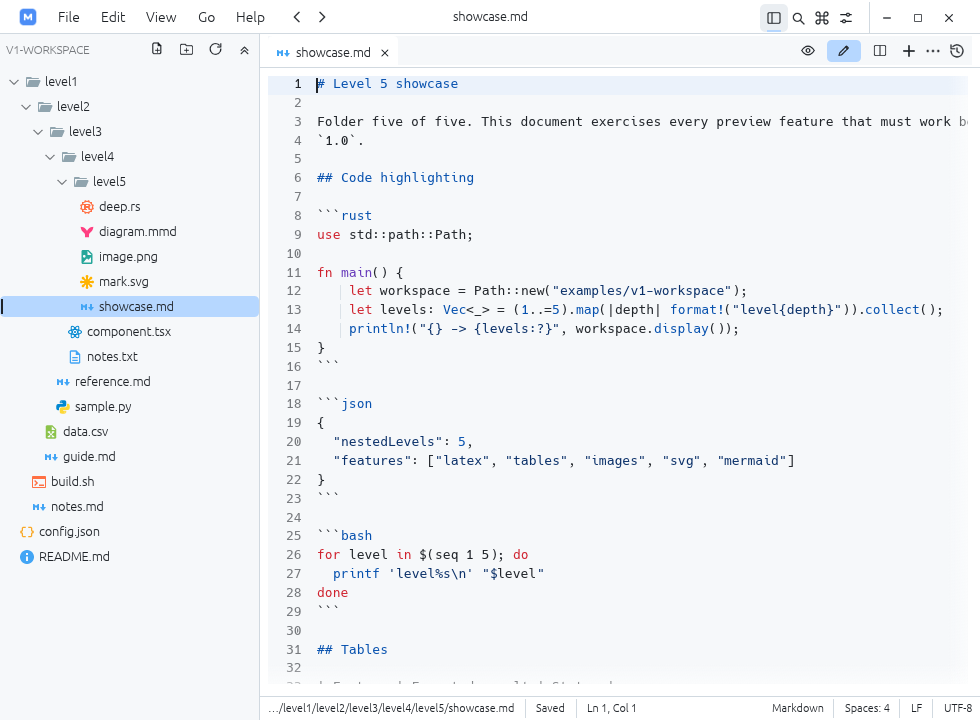 M File Edit View Go Help showcase.md
V1-WORKSPACE
level1
level2
level3
level4
level5
deep.rs
diagram.mmd
image.png
mark.svg
showcase.md
component.tsx
notes.txt
reference.md
sample.py
data.csv
guide.md
build.sh
notes.md
config.json
README.md
showcase.md
1 # Level 5 showcase
2
3 Folder five of five. This document exercises every preview feature that must work
4 `1.0`.
5
6 ## Code highlighting
7
8 ```rust
9 use std::path::Path;
10
11 fn main() {
12 let workspace = Path::new("examples/v1-workspace");
13 let levels: Vec<_> = (1..=5).map(|depth| format!("level{depth}")).collect();
14 println!("{} -> {levels:?}", workspace.display());
15 }
16 ```
17
18 ```json
19 {
20 "nestedLevels": 5,
21 "features": ["latex", "tables", "images", "svg", "mermaid"]
22 }
23 ```
24
25 ```bash
26 for level in $(seq 1 5); do
27 printf 'level%s\n' "$level"
28 done
29 ```
30
31 ## Tables
32
.../level1/level2/level3/level4/level5/showcase.md Saved Ln 1, Col 1 Markdown Spaces: 4 LF UTF-8